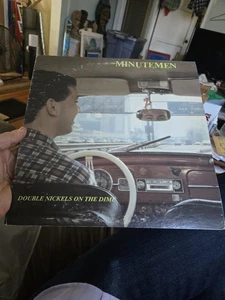 MINUTEMEN
DOUBLE NICKELS ON THE DIME